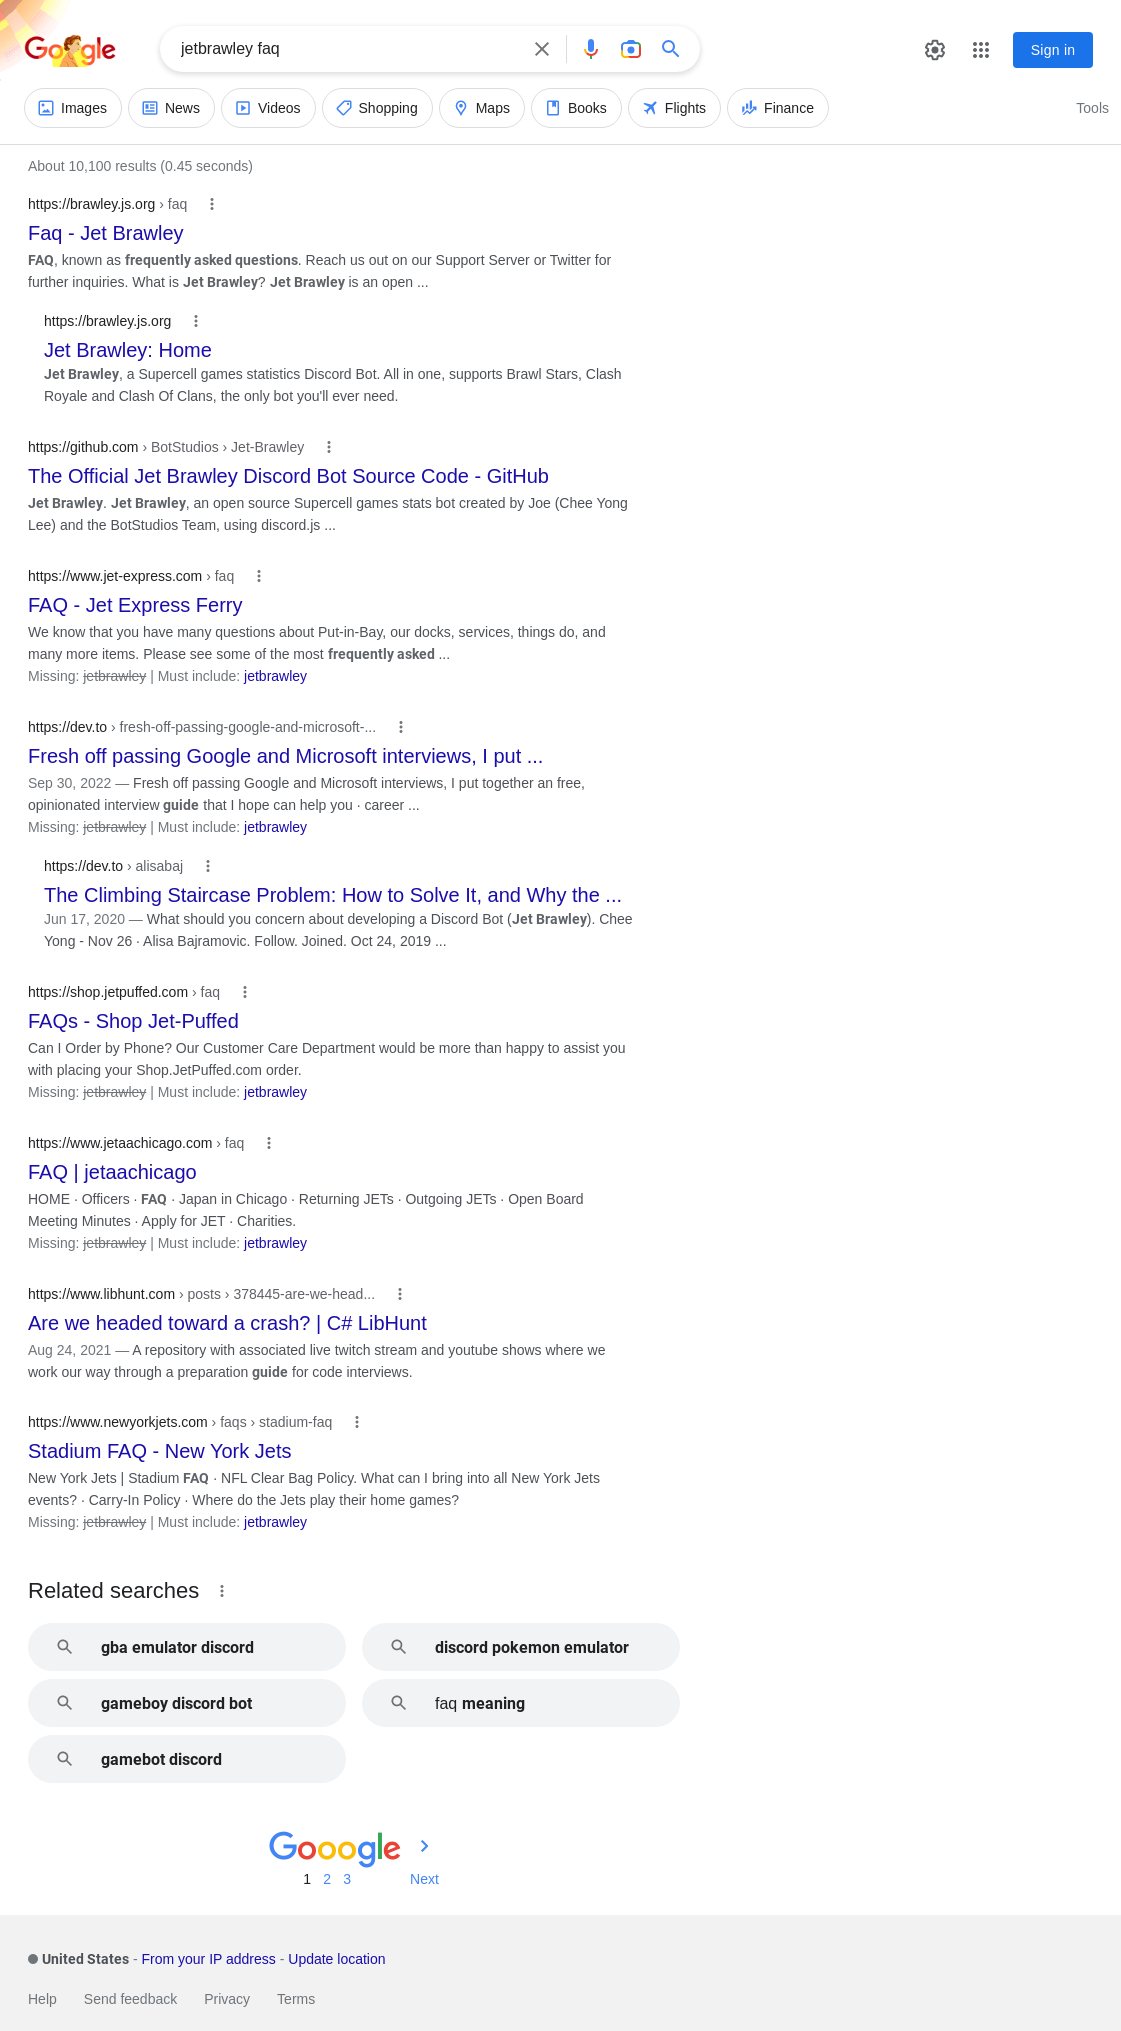 Google
jetbrawley faq
Sign in
Images News Videos Shopping Maps Books Flights Finance Tools
About 10,100 results (0.45 seconds)
https://brawley.js.org › faq
Faq - Jet Brawley
FAQ, known as frequently asked questions. Reach us out on our Support Server or Twitter for
further inquiries. What is Jet Brawley? Jet Brawley is an open ...
https://brawley.js.org
Jet Brawley: Home
Jet Brawley, a Supercell games statistics Discord Bot. All in one, supports Brawl Stars, Clash
Royale and Clash Of Clans, the only bot you'll ever need.
https://github.com › BotStudios › Jet-Brawley
The Official Jet Brawley Discord Bot Source Code - GitHub
Jet Brawley. Jet Brawley, an open source Supercell games stats bot created by Joe (Chee Yong
Lee) and the BotStudios Team, using discord.js ...
https://www.jet-express.com › faq
FAQ - Jet Express Ferry
We know that you have many questions about Put-in-Bay, our docks, services, things do, and
many more items. Please see some of the most frequently asked ...
Missing: jetbrawley | Must include: jetbrawley
https://dev.to › fresh-off-passing-google-and-microsoft-...
Fresh off passing Google and Microsoft interviews, I put ...
Sep 30, 2022 — Fresh off passing Google and Microsoft interviews, I put together an free,
opinionated interview guide that I hope can help you · career ...
Missing: jetbrawley | Must include: jetbrawley
https://dev.to › alisabaj
The Climbing Staircase Problem: How to Solve It, and Why the ...
Jun 17, 2020 — What should you concern about developing a Discord Bot (Jet Brawley). Chee
Yong - Nov 26 · Alisa Bajramovic. Follow. Joined. Oct 24, 2019 ...
https://shop.jetpuffed.com › faq
FAQs - Shop Jet-Puffed
Can I Order by Phone? Our Customer Care Department would be more than happy to assist you
with placing your Shop.JetPuffed.com order.
Missing: jetbrawley | Must include: jetbrawley
https://www.jetaachicago.com › faq
FAQ | jetaachicago
HOME · Officers · FAQ · Japan in Chicago · Returning JETs · Outgoing JETs · Open Board
Meeting Minutes · Apply for JET · Charities.
Missing: jetbrawley | Must include: jetbrawley
https://www.libhunt.com › posts › 378445-are-we-head...
Are we headed toward a crash? | C# LibHunt
Aug 24, 2021 — A repository with associated live twitch stream and youtube shows where we
work our way through a preparation guide for code interviews.
https://www.newyorkjets.com › faqs › stadium-faq
Stadium FAQ - New York Jets
New York Jets | Stadium FAQ · NFL Clear Bag Policy. What can I bring into all New York Jets
events? · Carry-In Policy · Where do the Jets play their home games?
Missing: jetbrawley | Must include: jetbrawley
Related searches
gba emulator discord
discord pokemon emulator
gameboy discord bot
faq meaning
gamebot discord
Gooogle
1 2 3 Next
United States - From your IP address - Update location
Help Send feedback Privacy Terms